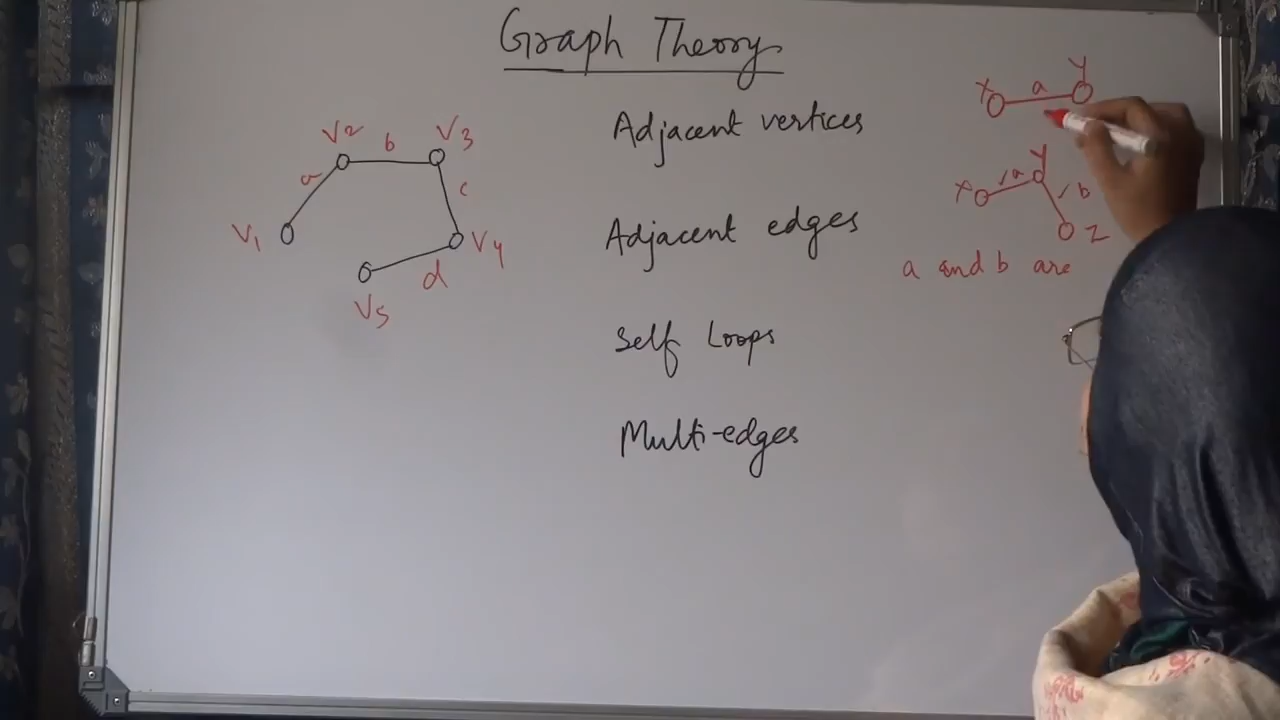 Graph Theory
V1
a
V2
b
V3
c
V4
d
V5
Adjacent vertices
Adjacent edges
Self Loops
Multi-edges
X a Y
X a Y b Z
a and b are